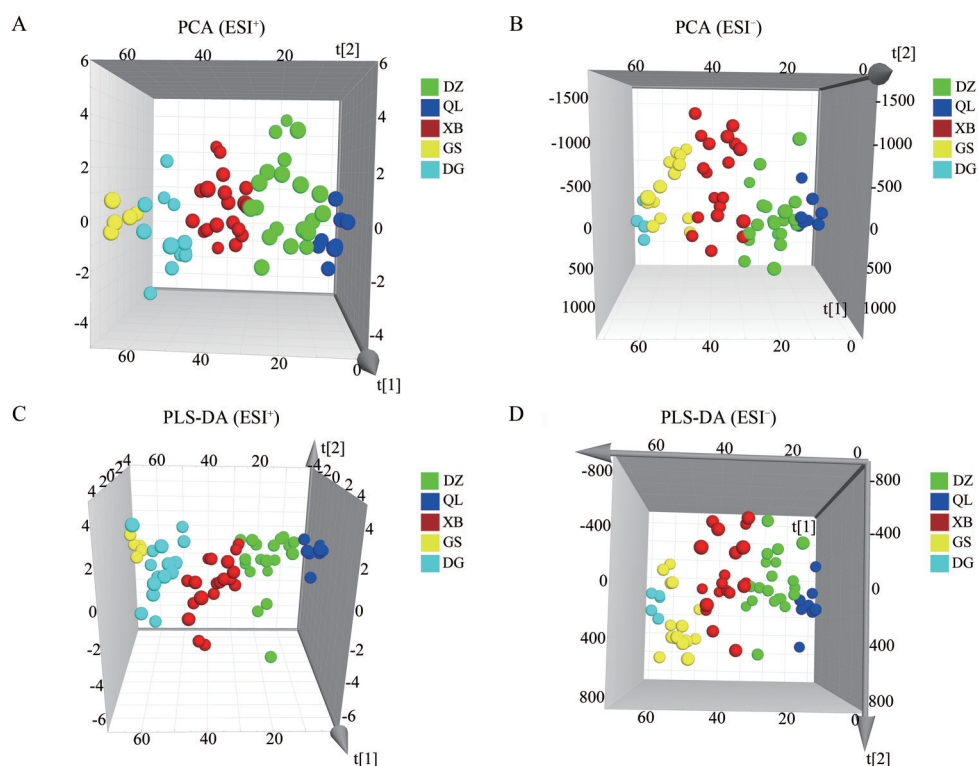 A
PCA (ESI⁺)
60 40 20 t[2]
6 6
4 4
2 2
0 0
-2 -2
-4 -4
60 40 20 0
t[1]
DZ
QL
XB
GS
DG
B
PCA (ESI⁻)
t[2]
60 40 20 0
-1500 -1500
-1000 -1000
-500 -500
0 0
500 500
1000 t[1] 1000
60 40 20 0
DZ
QL
XB
GS
DG
C
PLS-DA (ESI⁺)
t[2]
60 40 20
4 4
2 2
0 0
-2 -2
-4 -4
-6 -6
60 40 20
t[1]
DZ
QL
XB
GS
DG
D
PLS-DA (ESI⁻)
60 40 20 0
-800 -800
t[1]
-400 -400
0 0
400 400
800 800
60 40 20 0
t[2]
DZ
QL
XB
GS
DG